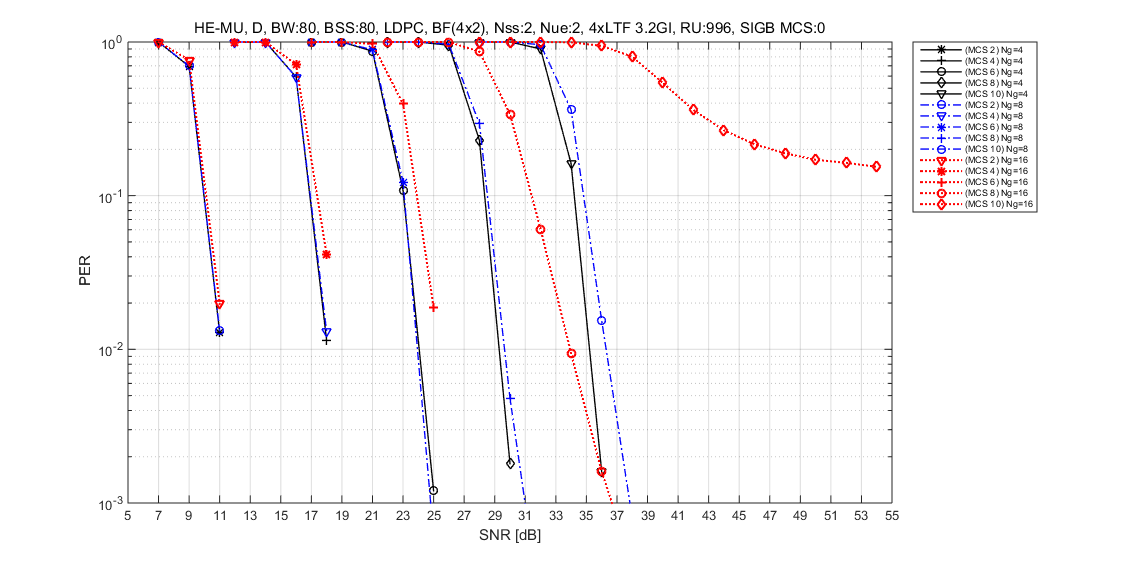 HE-MU, D, BW:80, BSS:80, LDPC, BF(4x2), Nss:2, Nue:2, 4xLTF 3.2GI, RU:996, SIGB MCS:0
10^0
10^-1
10^-2
10^-3
PER
5 7 9 11 13 15 17 19 21 23 25 27 29 31 33 35 37 39 41 43 45 47 49 51 53 55
SNR [dB]
(MCS 2) Ng=4
(MCS 4) Ng=4
(MCS 6) Ng=4
(MCS 8) Ng=4
(MCS 10) Ng=4
(MCS 2) Ng=8
(MCS 4) Ng=8
(MCS 6) Ng=8
(MCS 8) Ng=8
(MCS 10) Ng=8
(MCS 2) Ng=16
(MCS 4) Ng=16
(MCS 6) Ng=16
(MCS 8) Ng=16
(MCS 10) Ng=16